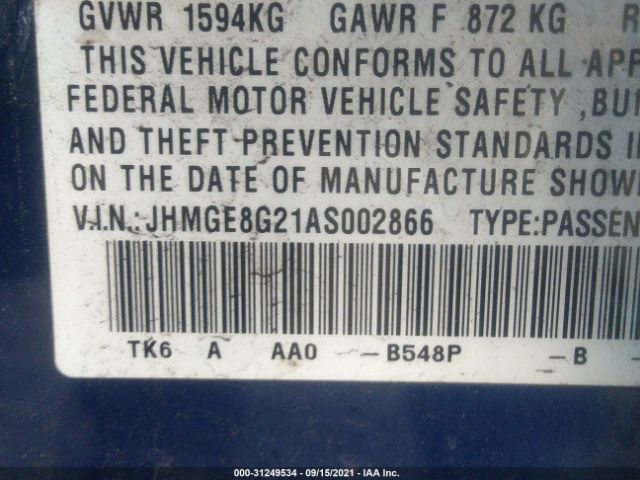 GVWR 1594KG GAWR F 872 KG R
THIS VEHICLE CONFORMS TO ALL APP
FEDERAL MOTOR VEHICLE SAFETY ,BU
AND THEFT PREVENTION STANDARDS I
ON THE DATE OF MANUFACTURE SHOW
V.I.N.:JHMGE8G21AS002866 TYPE:PASSEN
TK6 A AA0 -B548P -B -
000-31249534 - 09/15/2021 - IAA Inc.